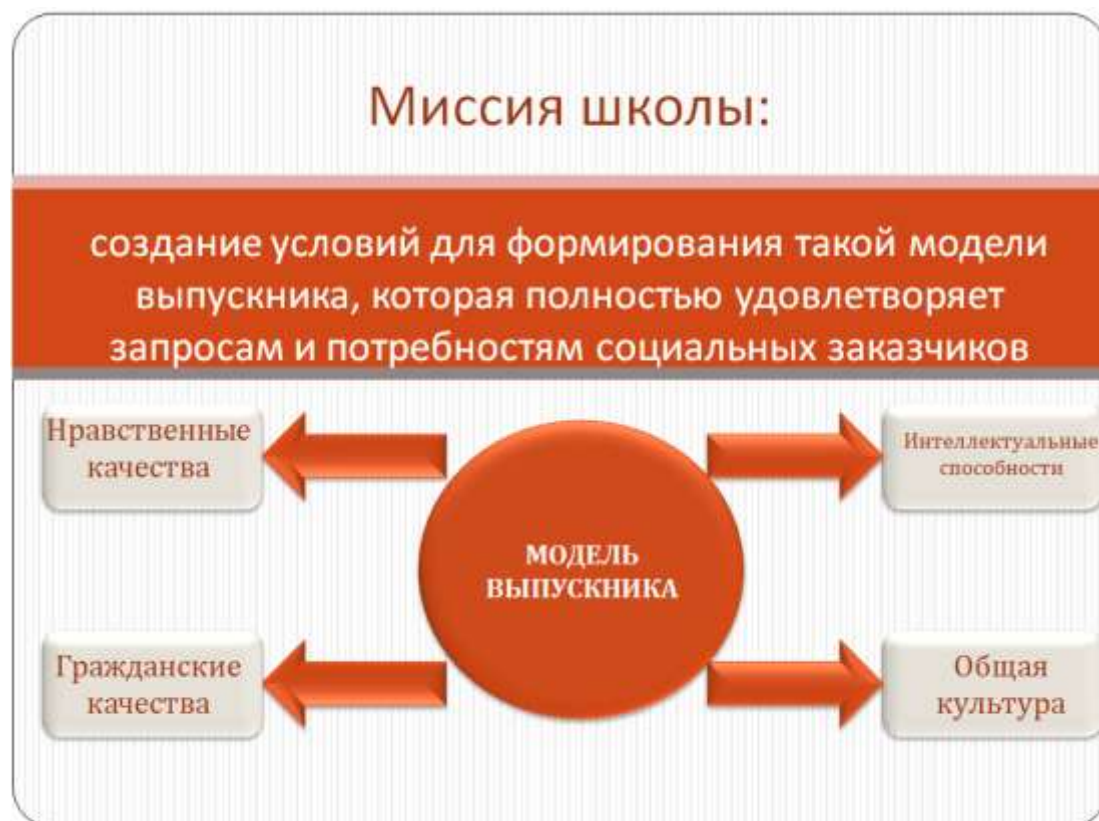 Миссия школы:
создание условий для формирования такой модели
выпускника, которая полностью удовлетворяет
запросам и потребностям социальных заказчиков
Нравственные
качества
Интеллектуальные
способности
МОДЕЛЬ
ВЫПУСКНИКА
Гражданские
качества
Общая
культура